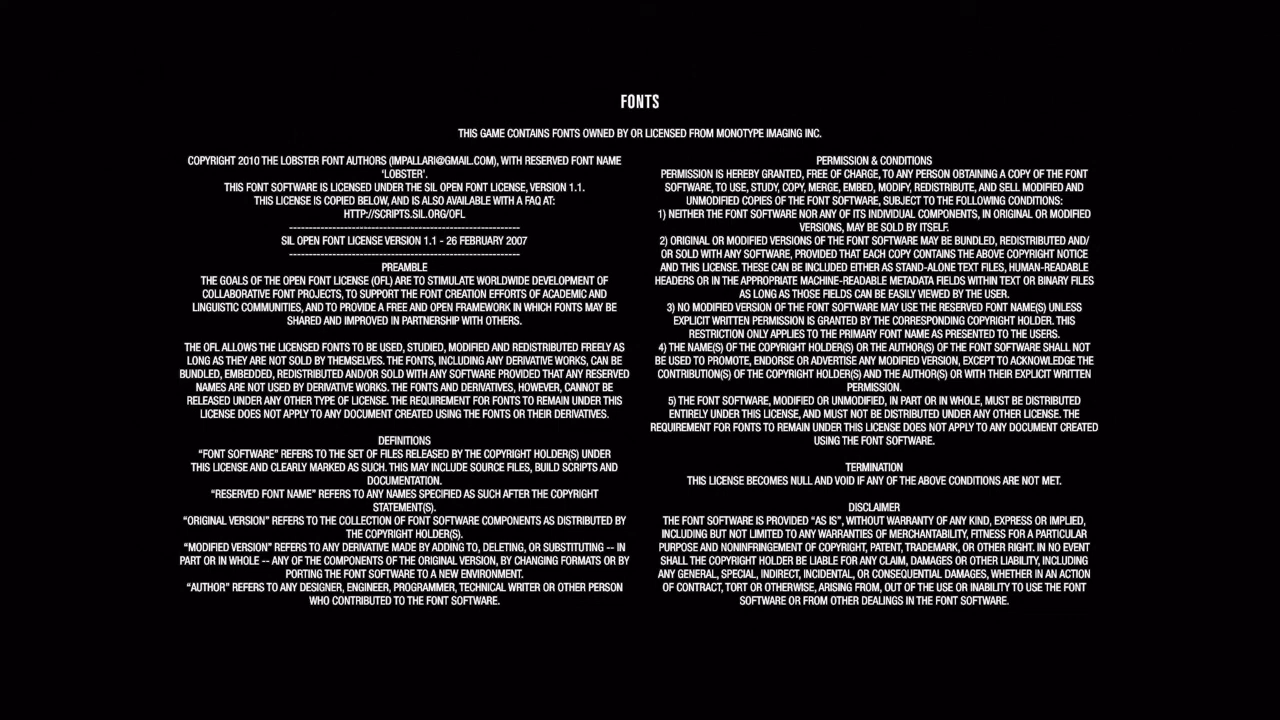 FONTS
THIS GAME CONTAINS FONTS OWNED BY OR LICENSED FROM MONOTYPE IMAGING INC.
COPYRIGHT 2010 THE LOBSTER FONT AUTHORS (IMPALLARI@GMAIL.COM), WITH RESERVED FONT NAME
‘LOBSTER’.
THIS FONT SOFTWARE IS LICENSED UNDER THE SIL OPEN FONT LICENSE, VERSION 1.1.
THIS LICENSE IS COPIED BELOW, AND IS ALSO AVAILABLE WITH A FAQ AT:
HTTP://SCRIPTS.SIL.ORG/OFL
-----------------------------------------------------------
SIL OPEN FONT LICENSE VERSION 1.1 - 26 FEBRUARY 2007
-----------------------------------------------------------
PREAMBLE
THE GOALS OF THE OPEN FONT LICENSE (OFL) ARE TO STIMULATE WORLDWIDE DEVELOPMENT OF
COLLABORATIVE FONT PROJECTS, TO SUPPORT THE FONT CREATION EFFORTS OF ACADEMIC AND
LINGUISTIC COMMUNITIES, AND TO PROVIDE A FREE AND OPEN FRAMEWORK IN WHICH FONTS MAY BE
SHARED AND IMPROVED IN PARTNERSHIP WITH OTHERS.
THE OFL ALLOWS THE LICENSED FONTS TO BE USED, STUDIED, MODIFIED AND REDISTRIBUTED FREELY AS
LONG AS THEY ARE NOT SOLD BY THEMSELVES. THE FONTS, INCLUDING ANY DERIVATIVE WORKS, CAN BE
BUNDLED, EMBEDDED, REDISTRIBUTED AND/OR SOLD WITH ANY SOFTWARE PROVIDED THAT ANY RESERVED
NAMES ARE NOT USED BY DERIVATIVE WORKS. THE FONTS AND DERIVATIVES, HOWEVER, CANNOT BE
RELEASED UNDER ANY OTHER TYPE OF LICENSE. THE REQUIREMENT FOR FONTS TO REMAIN UNDER THIS
LICENSE DOES NOT APPLY TO ANY DOCUMENT CREATED USING THE FONTS OR THEIR DERIVATIVES.
DEFINITIONS
“FONT SOFTWARE” REFERS TO THE SET OF FILES RELEASED BY THE COPYRIGHT HOLDER(S) UNDER
THIS LICENSE AND CLEARLY MARKED AS SUCH. THIS MAY INCLUDE SOURCE FILES, BUILD SCRIPTS AND
DOCUMENTATION.
“RESERVED FONT NAME” REFERS TO ANY NAMES SPECIFIED AS SUCH AFTER THE COPYRIGHT
STATEMENT(S).
“ORIGINAL VERSION” REFERS TO THE COLLECTION OF FONT SOFTWARE COMPONENTS AS DISTRIBUTED BY
THE COPYRIGHT HOLDER(S).
“MODIFIED VERSION” REFERS TO ANY DERIVATIVE MADE BY ADDING TO, DELETING, OR SUBSTITUTING -- IN
PART OR IN WHOLE -- ANY OF THE COMPONENTS OF THE ORIGINAL VERSION, BY CHANGING FORMATS OR BY
PORTING THE FONT SOFTWARE TO A NEW ENVIRONMENT.
“AUTHOR” REFERS TO ANY DESIGNER, ENGINEER, PROGRAMMER, TECHNICAL WRITER OR OTHER PERSON
WHO CONTRIBUTED TO THE FONT SOFTWARE.
PERMISSION & CONDITIONS
PERMISSION IS HEREBY GRANTED, FREE OF CHARGE, TO ANY PERSON OBTAINING A COPY OF THE FONT
SOFTWARE, TO USE, STUDY, COPY, MERGE, EMBED, MODIFY, REDISTRIBUTE, AND SELL MODIFIED AND
UNMODIFIED COPIES OF THE FONT SOFTWARE, SUBJECT TO THE FOLLOWING CONDITIONS:
1) NEITHER THE FONT SOFTWARE NOR ANY OF ITS INDIVIDUAL COMPONENTS, IN ORIGINAL OR MODIFIED
VERSIONS, MAY BE SOLD BY ITSELF.
2) ORIGINAL OR MODIFIED VERSIONS OF THE FONT SOFTWARE MAY BE BUNDLED, REDISTRIBUTED AND/
OR SOLD WITH ANY SOFTWARE, PROVIDED THAT EACH COPY CONTAINS THE ABOVE COPYRIGHT NOTICE
AND THIS LICENSE. THESE CAN BE INCLUDED EITHER AS STAND-ALONE TEXT FILES, HUMAN-READABLE
HEADERS OR IN THE APPROPRIATE MACHINE-READABLE METADATA FIELDS WITHIN TEXT OR BINARY FILES
AS LONG AS THOSE FIELDS CAN BE EASILY VIEWED BY THE USER.
3) NO MODIFIED VERSION OF THE FONT SOFTWARE MAY USE THE RESERVED FONT NAME(S) UNLESS
EXPLICIT WRITTEN PERMISSION IS GRANTED BY THE CORRESPONDING COPYRIGHT HOLDER. THIS
RESTRICTION ONLY APPLIES TO THE PRIMARY FONT NAME AS PRESENTED TO THE USERS.
4) THE NAME(S) OF THE COPYRIGHT HOLDER(S) OR THE AUTHOR(S) OF THE FONT SOFTWARE SHALL NOT
BE USED TO PROMOTE, ENDORSE OR ADVERTISE ANY MODIFIED VERSION, EXCEPT TO ACKNOWLEDGE THE
CONTRIBUTION(S) OF THE COPYRIGHT HOLDER(S) AND THE AUTHOR(S) OR WITH THEIR EXPLICIT WRITTEN
PERMISSION.
5) THE FONT SOFTWARE, MODIFIED OR UNMODIFIED, IN PART OR IN WHOLE, MUST BE DISTRIBUTED
ENTIRELY UNDER THIS LICENSE, AND MUST NOT BE DISTRIBUTED UNDER ANY OTHER LICENSE. THE
REQUIREMENT FOR FONTS TO REMAIN UNDER THIS LICENSE DOES NOT APPLY TO ANY DOCUMENT CREATED
USING THE FONT SOFTWARE.
TERMINATION
THIS LICENSE BECOMES NULL AND VOID IF ANY OF THE ABOVE CONDITIONS ARE NOT MET.
DISCLAIMER
THE FONT SOFTWARE IS PROVIDED “AS IS”, WITHOUT WARRANTY OF ANY KIND, EXPRESS OR IMPLIED,
INCLUDING BUT NOT LIMITED TO ANY WARRANTIES OF MERCHANTABILITY, FITNESS FOR A PARTICULAR
PURPOSE AND NONINFRINGEMENT OF COPYRIGHT, PATENT, TRADEMARK, OR OTHER RIGHT. IN NO EVENT
SHALL THE COPYRIGHT HOLDER BE LIABLE FOR ANY CLAIM, DAMAGES OR OTHER LIABILITY, INCLUDING
ANY GENERAL, SPECIAL, INDIRECT, INCIDENTAL, OR CONSEQUENTIAL DAMAGES, WHETHER IN AN ACTION
OF CONTRACT, TORT OR OTHERWISE, ARISING FROM, OUT OF THE USE OR INABILITY TO USE THE FONT
SOFTWARE OR FROM OTHER DEALINGS IN THE FONT SOFTWARE.